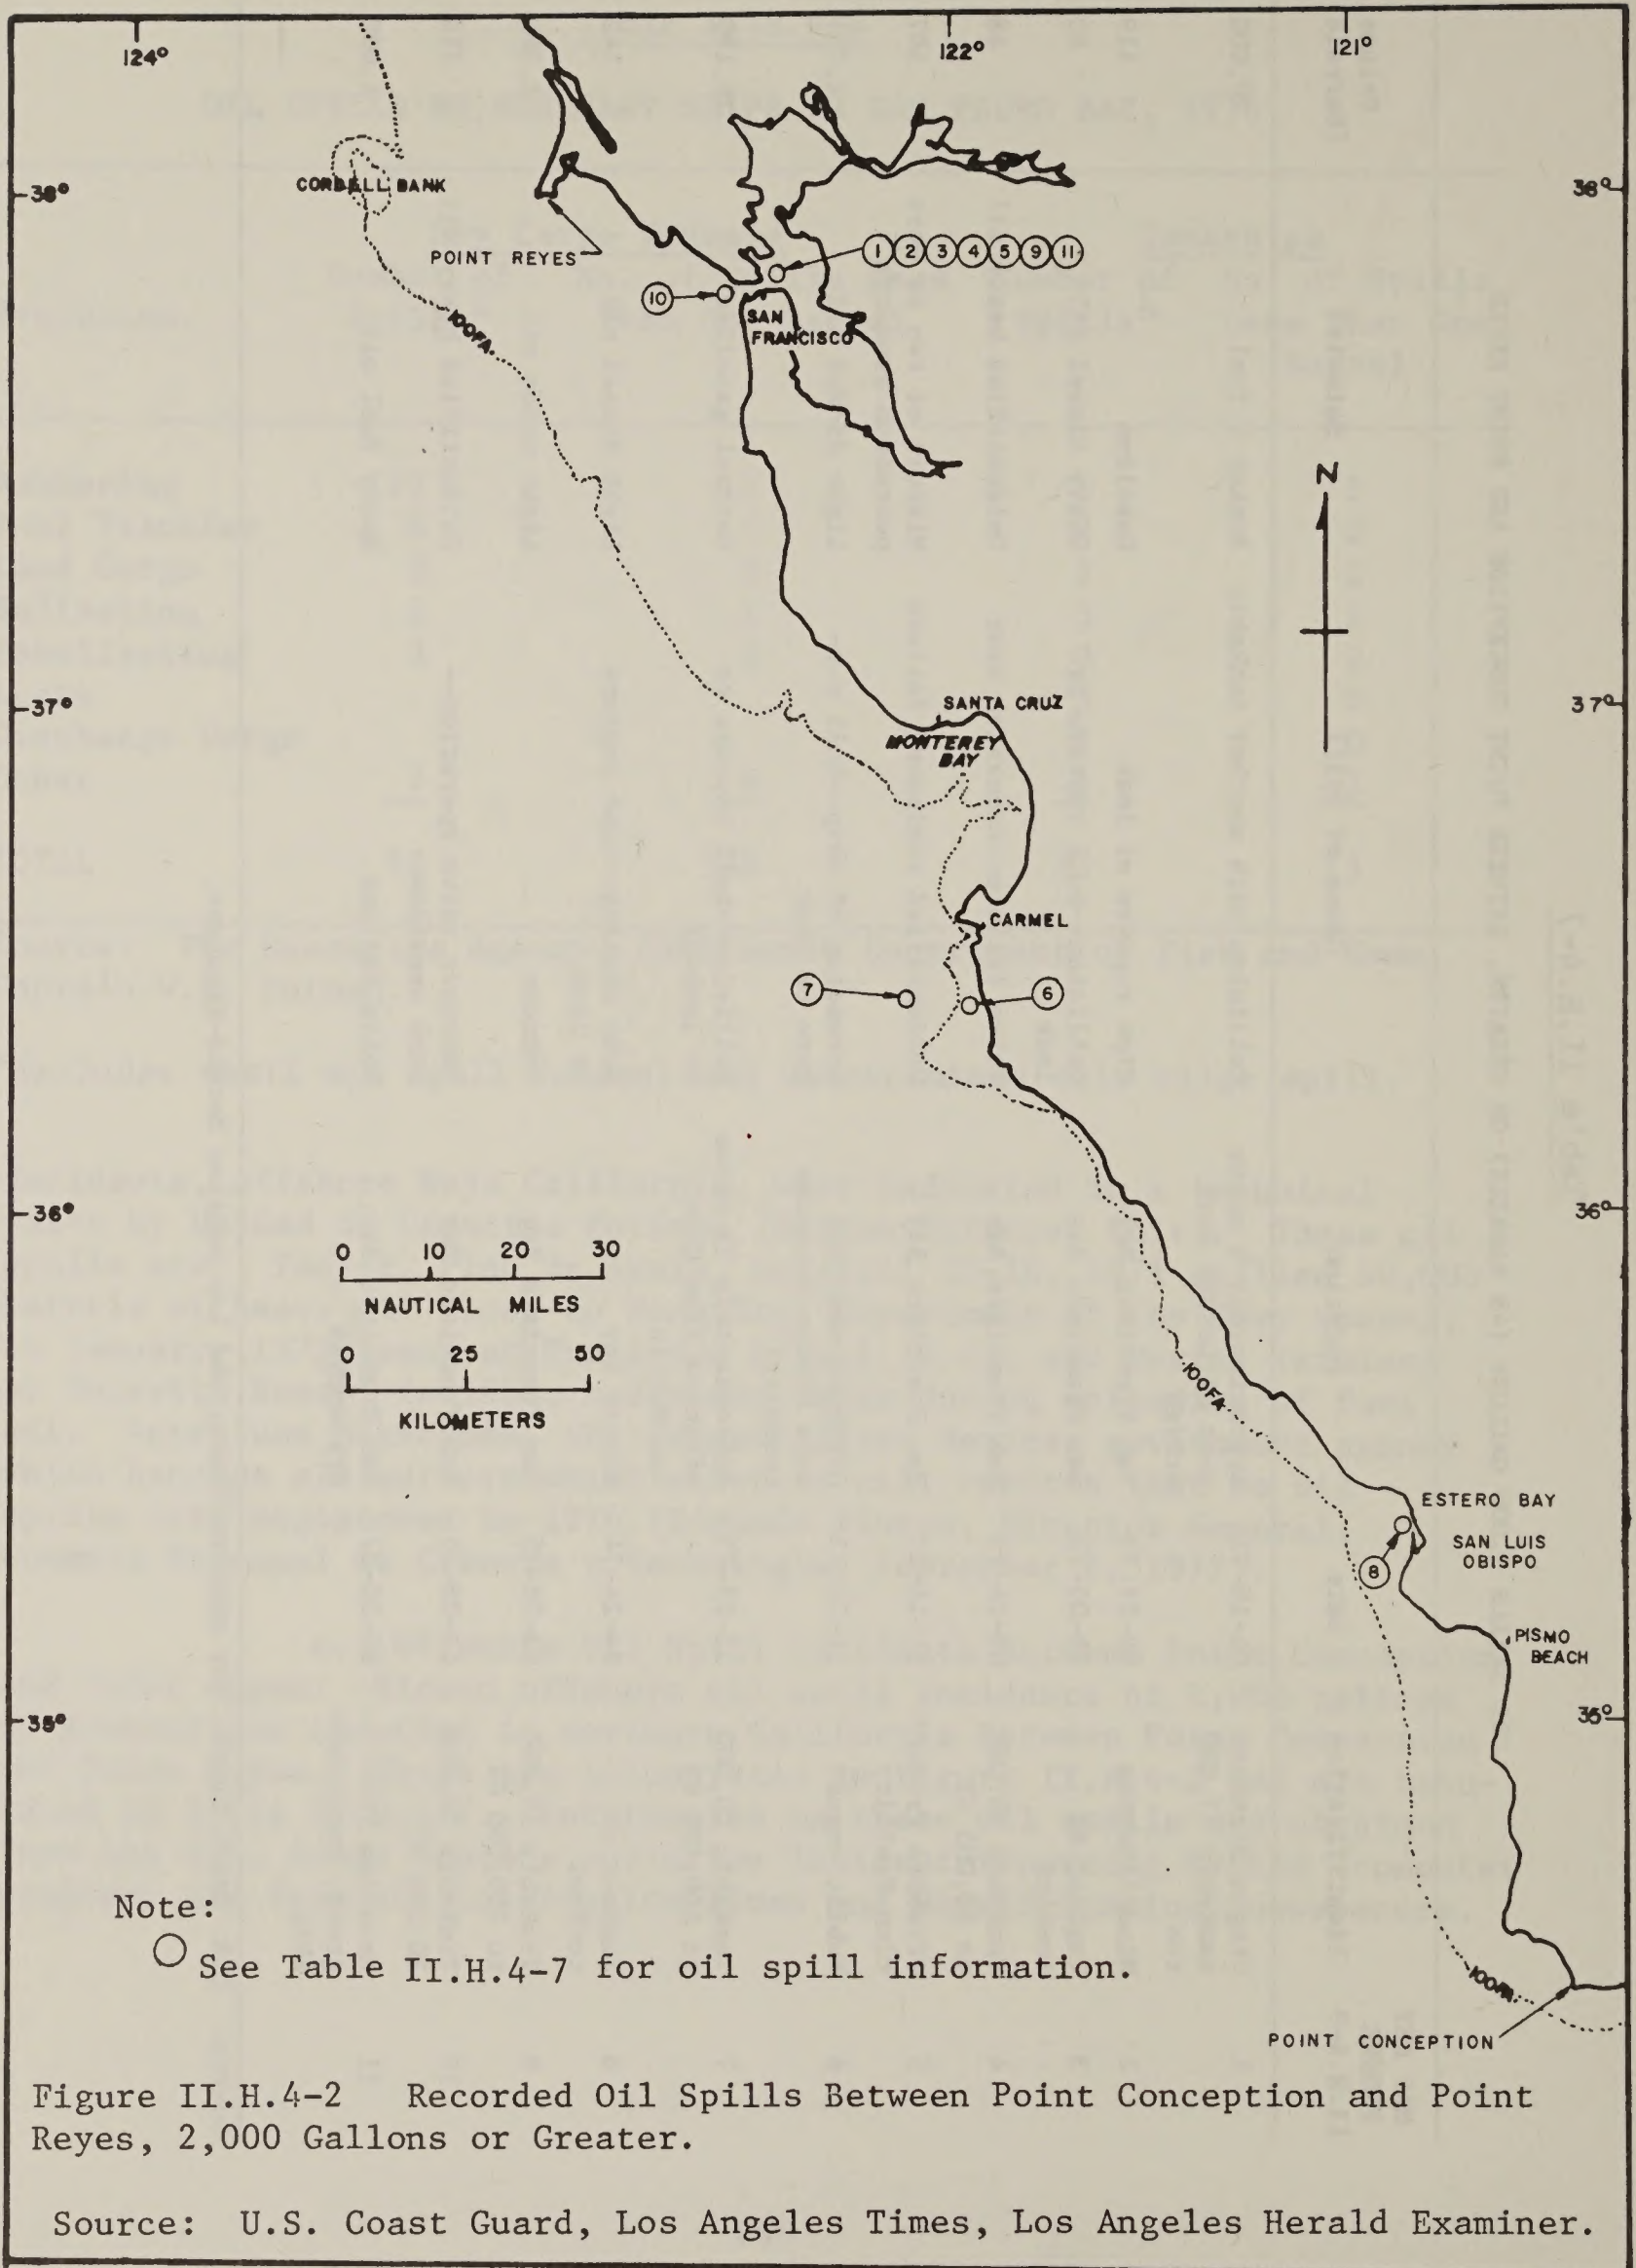 124° 122° 121°
38° CORDELL BANK 38°
POINT REYES
1 2 3 4 5 9 11
10
SAN
FRANCISCO
100FA.
N
37° SANTA CRUZ 37°
MONTEREY
BAY
CARMEL
7 6
36° 36°
0 10 20 30
NAUTICAL MILES
0 25 50
KILOMETERS
100FA.
ESTERO BAY
SAN LUIS
OBISPO
8
PISMO
BEACH
35° 35°
Note:
See Table II.H.4-7 for oil spill information.
100FA.
POINT CONCEPTION
Figure II.H.4-2 Recorded Oil Spills Between Point Conception and Point
Reyes, 2,000 Gallons or Greater.
Source: U.S. Coast Guard, Los Angeles Times, Los Angeles Herald Examiner.